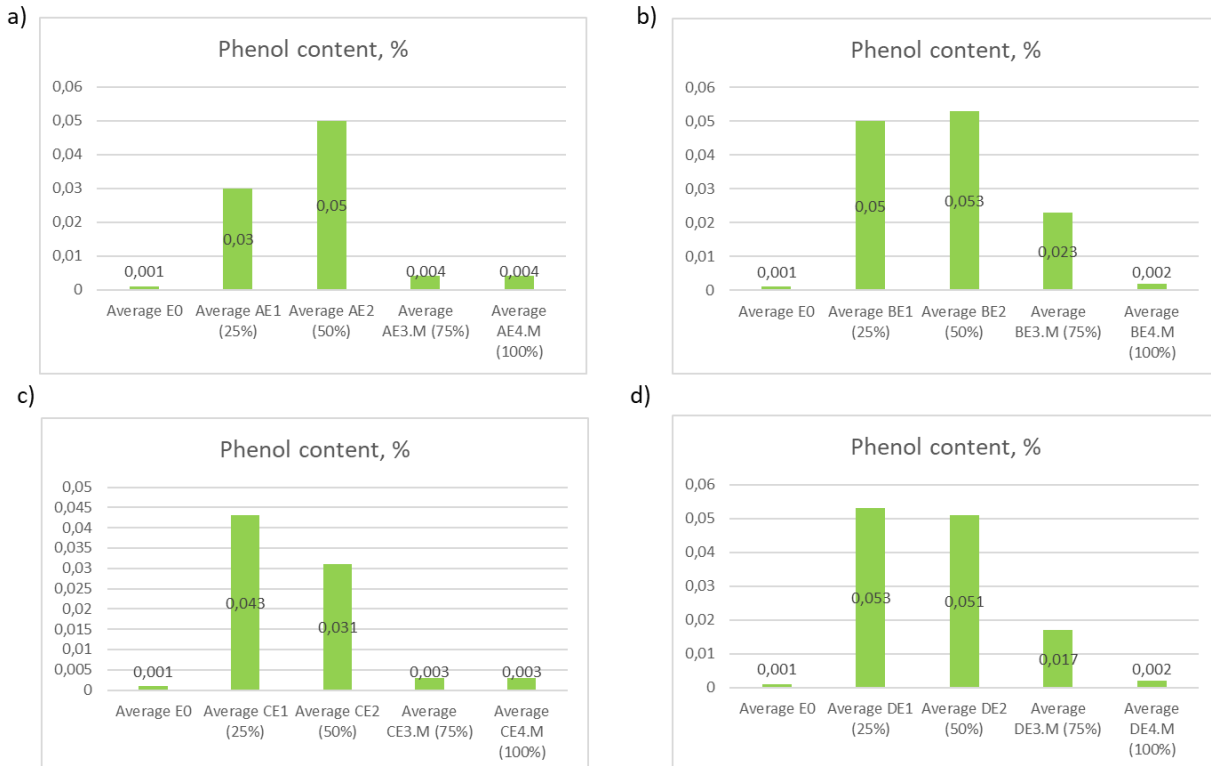 a)
Phenol content, %
0,06
0,05
0,04
0,03
0,02
0,01
0
0,001
0,03
0,05
0,004
0,004
Average E0
Average AE1
(25%)
Average AE2
(50%)
Average
AE3.M (75%)
Average
AE4.M
(100%)
b)
Phenol content, %
0,06
0,05
0,04
0,03
0,02
0,01
0
0,001
0,05
0,053
0,023
0,002
Average E0
Average BE1
(25%)
Average BE2
(50%)
Average
BE3.M (75%)
Average
BE4.M
(100%)
c)
Phenol content, %
0,05
0,045
0,04
0,035
0,03
0,025
0,02
0,015
0,01
0,005
0
0,001
0,043
0,031
0,003
0,003
Average E0
Average CE1
(25%)
Average CE2
(50%)
Average
CE3.M (75%)
Average
CE4.M
(100%)
d)
Phenol content, %
0,06
0,05
0,04
0,03
0,02
0,01
0
0,001
0,053
0,051
0,017
0,002
Average E0
Average DE1
(25%)
Average DE2
(50%)
Average
DE3.M (75%)
Average
DE4.M
(100%)